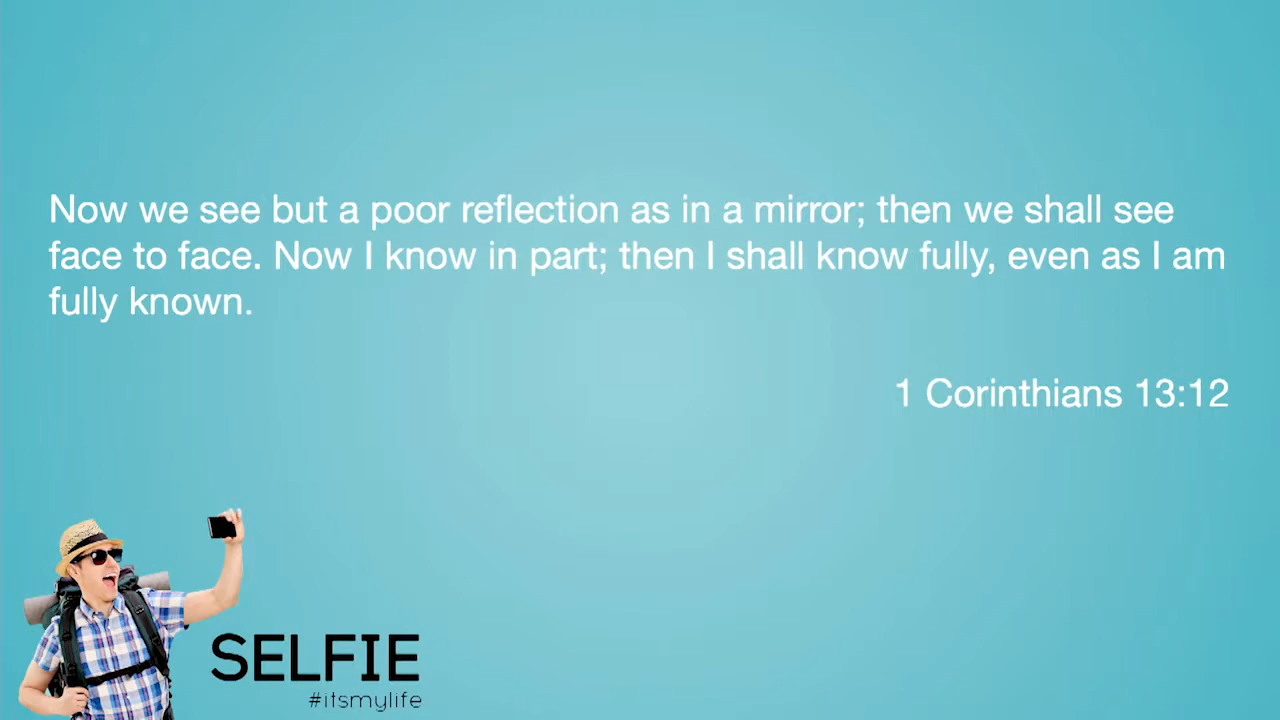 Now we see but a poor reflection as in a mirror; then we shall see
face to face. Now I know in part; then I shall know fully, even as I am
fully known.
1 Corinthians 13:12
SELFIE
#itsmylife